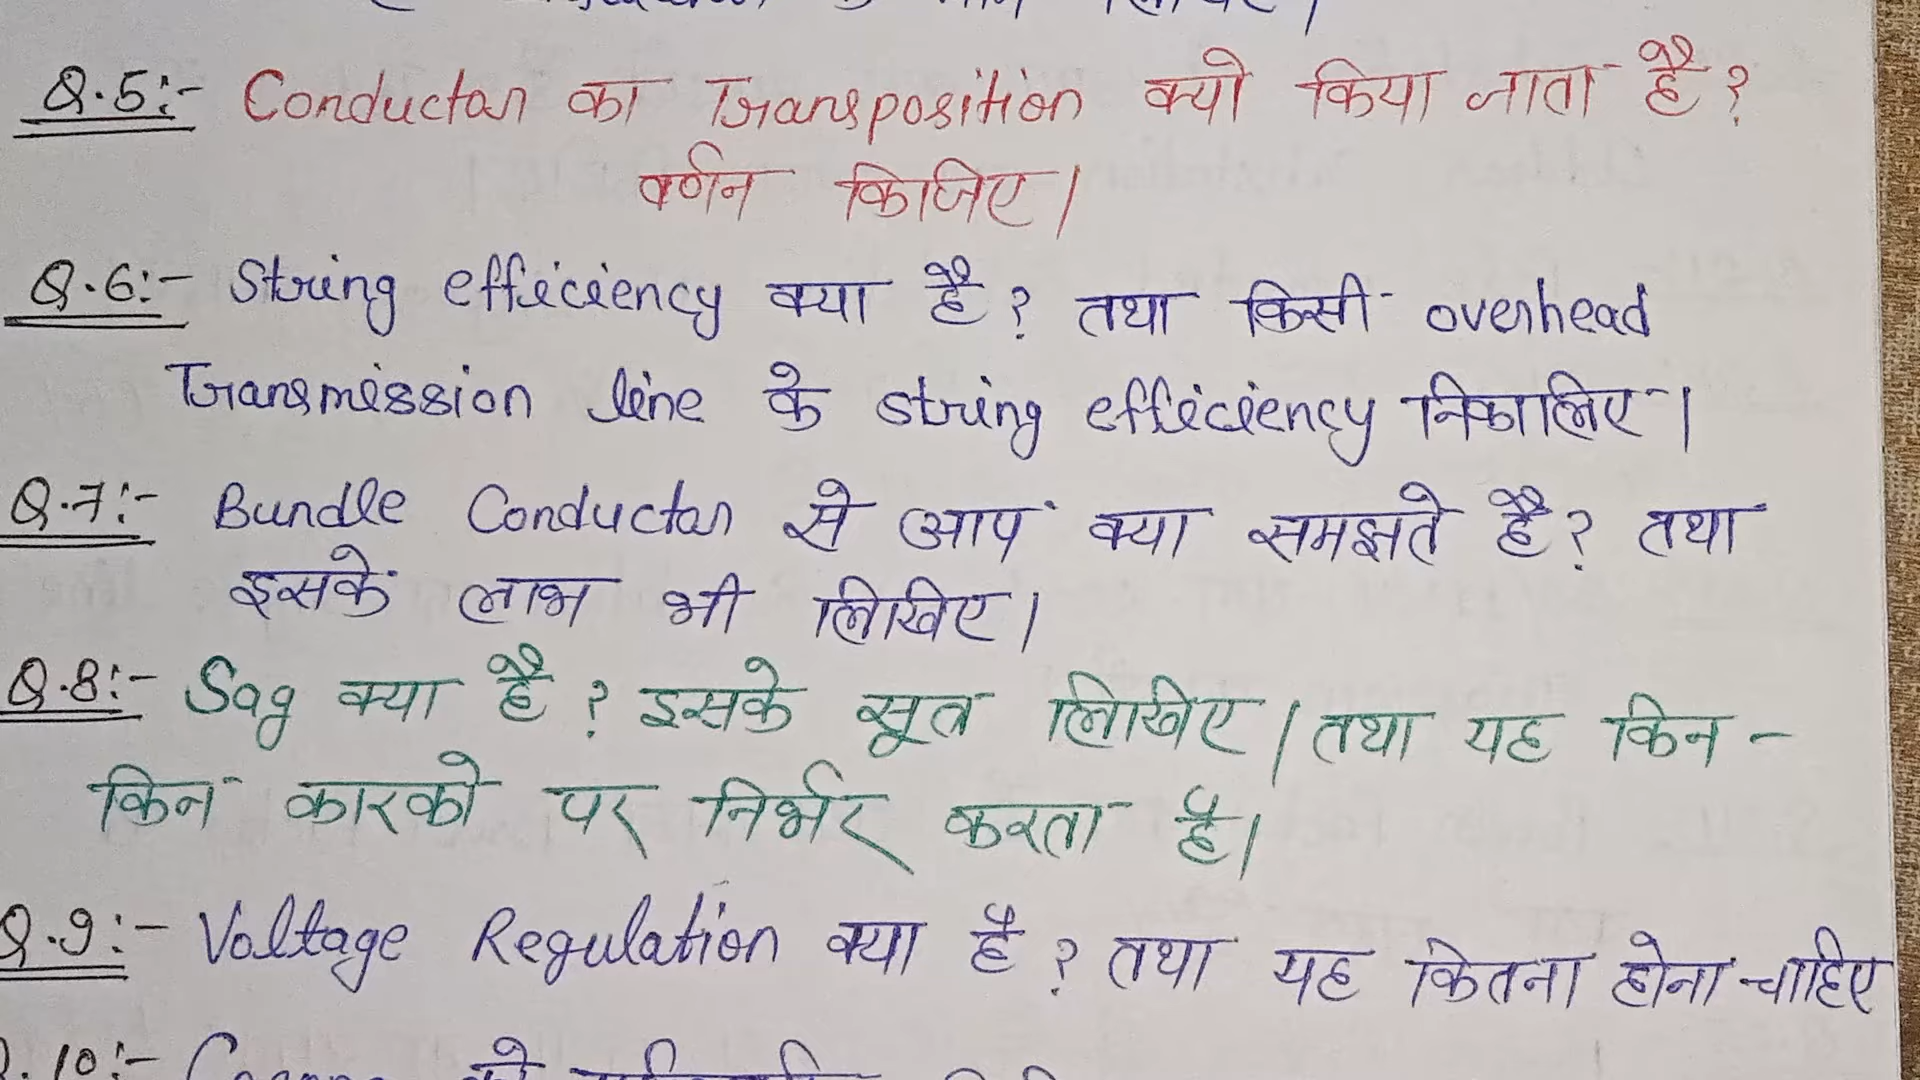 Q.5:- Conductor का Transposition क्यो किया जाता है?
वर्णन किजिए।
Q.6:- String efficiency क्या है? तथा किसी overhead
Transmission line के string efficiency निकालिए।
Q.7:- Bundle Conductor से आप क्या समझते है? तथा
इसके लाभ भी लिखिए।
Q.8:- Sag क्या है? इसके सूत्र लिखिए। तथा यह किन-
किन कारको पर निर्भर करता है।
Q.9:- Voltage Regulation क्या है? तथा यह कितना होना चाहिए
Q.10:- को